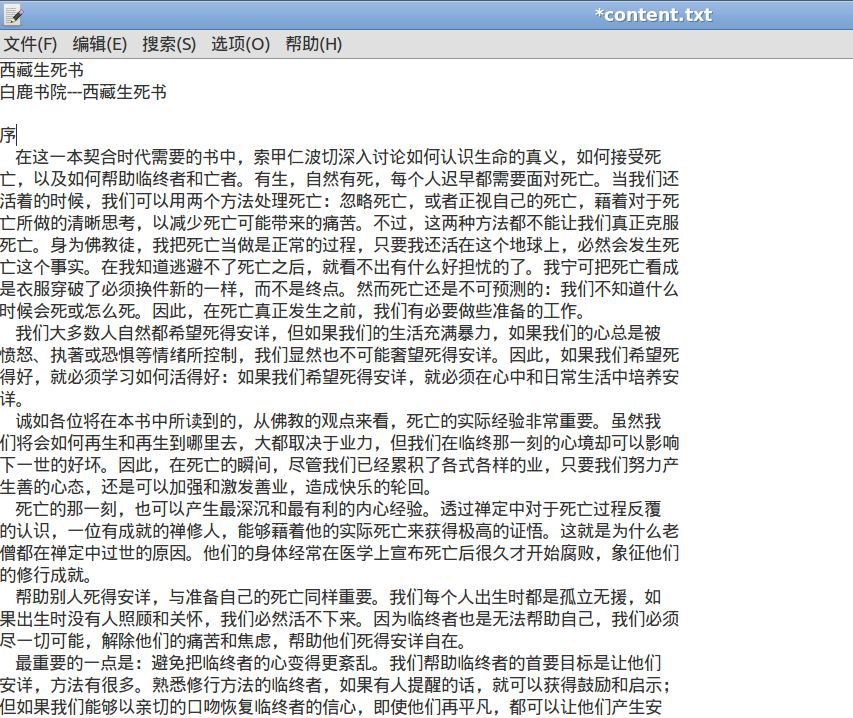 *content.txt
文件(F) 编辑(E) 搜索(S) 选项(O) 帮助(H)
西藏生死书
白鹿书院---西藏生死书
序
在这一本契合时代需要的书中，索甲仁波切深入讨论如何认识生命的真义，如何接受死
亡，以及如何帮助临终者和亡者。有生，自然有死，每个人迟早都需要面对死亡。当我们还
活着的时候，我们可以用两个方法处理死亡：忽略死亡，或者正视自己的死亡，藉着对于死
亡所做的清晰思考，以减少死亡可能带来的痛苦。不过，这两种方法都不能让我们真正克服
死亡。身为佛教徒，我把死亡当做是正常的过程，只要我还活在这个地球上，必然会发生死
亡这个事实。在我知道逃避不了死亡之后，就看不出有什么好担忧的了。我宁可把死亡看成
是衣服穿破了必须换件新的一样，而不是终点。然而死亡还是不可预测的：我们不知道什么
时候会死或怎么死。因此，在死亡真正发生之前，我们有必要做些准备的工作。
我们大多数人自然都希望死得安详，但如果我们的生活充满暴力，如果我们的心总是被
愤怒、执著或恐惧等情绪所控制，我们显然也不可能奢望死得安详。因此，如果我们希望死
得好，就必须学习如何活得好：如果我们希望死得安详，就必须在心中和日常生活中培养安
详。
诚如各位将在本书中所读到的，从佛教的观点来看，死亡的实际经验非常重要。虽然我
们将会如何再生和再生到哪里去，大都取决于业力，但我们在临终那一刻的心境却可以影响
下一世的好坏。因此，在死亡的瞬间，尽管我们已经累积了各式各样的业，只要我们努力产
生善的心态，还是可以加强和激发善业，造成快乐的轮回。
死亡的那一刻，也可以产生最深沉和最有利的内心经验。透过禅定中对于死亡过程反覆
的认识，一位有成就的禅修人，能够藉着他的实际死亡来获得极高的证悟。这就是为什么老
僧都在禅定中过世的原因。他们的身体经常在医学上宣布死亡后很久才开始腐败，象征他们
的修行成就。
帮助别人死得安详，与准备自己的死亡同样重要。我们每个人出生时都是孤立无援，如
果出生时没有人照顾和关怀，我们必然活不下来。因为临终者也是无法帮助自己，我们必须
尽一切可能，解除他们的痛苦和焦虑，帮助他们死得安详自在。
最重要的一点是：避免把临终者的心变得更紊乱。我们帮助临终者的首要目标是让他们
安详，方法有很多。熟悉修行方法的临终者，如果有人提醒的话，就可以获得鼓励和启示；
但如果我们能够以亲切的口吻恢复临终者的信心，即使他们再平凡，都可以让他们产生安